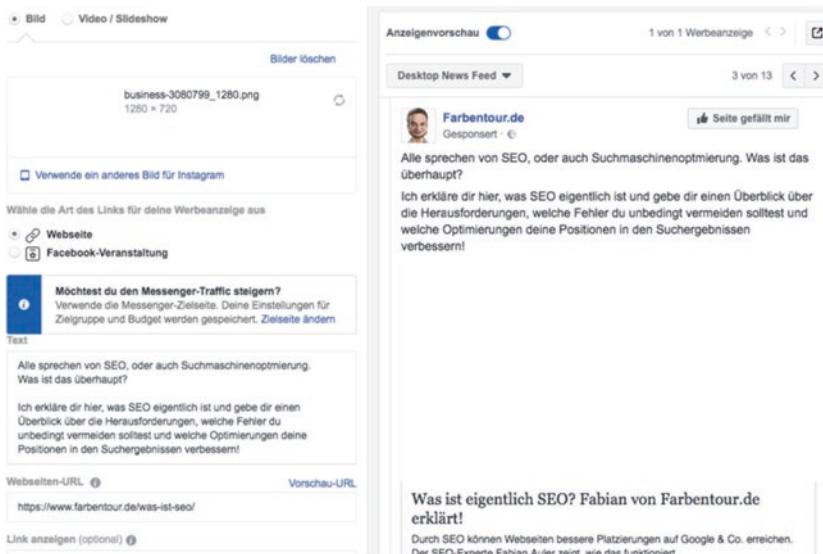 Bild
Video / Slideshow
Bilder löschen
business-3080799_1280.png
1280 × 720
Verwende ein anderes Bild für Instagram
Wähle die Art des Links für deine Werbeanzeige aus
Webseite
Facebook-Veranstaltung
Möchtest du den Messenger-Traffic steigern?
Verwende die Messenger-Zielseite. Deine Einstellungen für
Zielgruppe und Budget werden gespeichert. Zielseite ändern
Text
Alle sprechen von SEO, oder auch Suchmaschinenoptmierung.
Was ist das überhaupt?
Ich erkläre dir hier, was SEO eigentlich ist und gebe dir einen
Überblick über die Herausforderungen, welche Fehler du
unbedingt vermeiden solltest und welche Optimierungen deine
Positionen in den Suchergebnissen verbessern!
Webseiten-URL
Vorschau-URL
https://www.farbentour.de/was-ist-seo/
Link anzeigen (optional)
Anzeigenvorschau
1 von 1 Werbeanzeige
Desktop News Feed
3 von 13
Farbentour.de
Gesponsert ·
Seite gefällt mir
Alle sprechen von SEO, oder auch Suchmaschinenoptmierung. Was ist das
überhaupt?
Ich erkläre dir hier, was SEO eigentlich ist und gebe dir einen Überblick über
die Herausforderungen, welche Fehler du unbedingt vermeiden solltest und
welche Optimierungen deine Positionen in den Suchergebnissen
verbessern!
Was ist eigentlich SEO? Fabian von Farbentour.de
erklärt!
Durch SEO können Webseiten bessere Platzierungen auf Google & Co. erreichen.
Der SEO-Experte Fabian Auler zeigt, wie das funktioniert